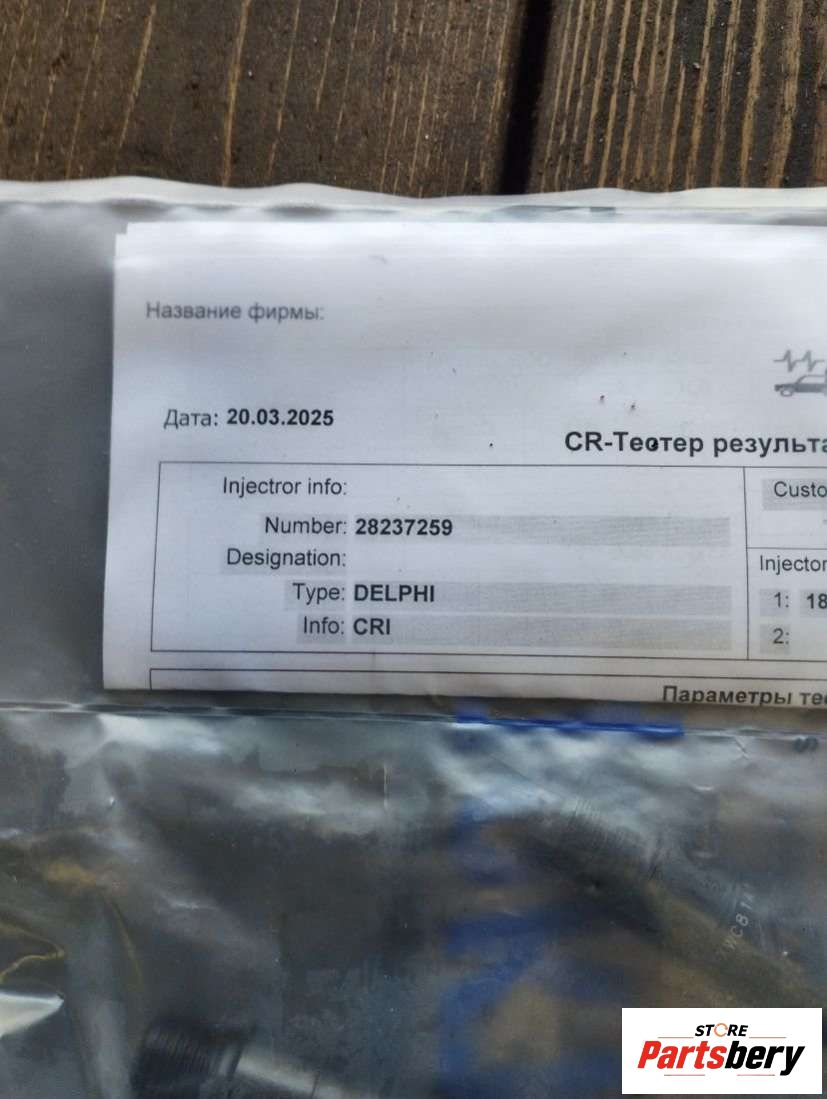 Название фирмы:
Дата: 20.03.2025
CR-Тестер результа
Injectror info:
Number: 28237259
Designation:
Type: DELPHI
Info: CRI
Custo
Injector
1: 18
2:
Параметры тес
STORE
Partsbery